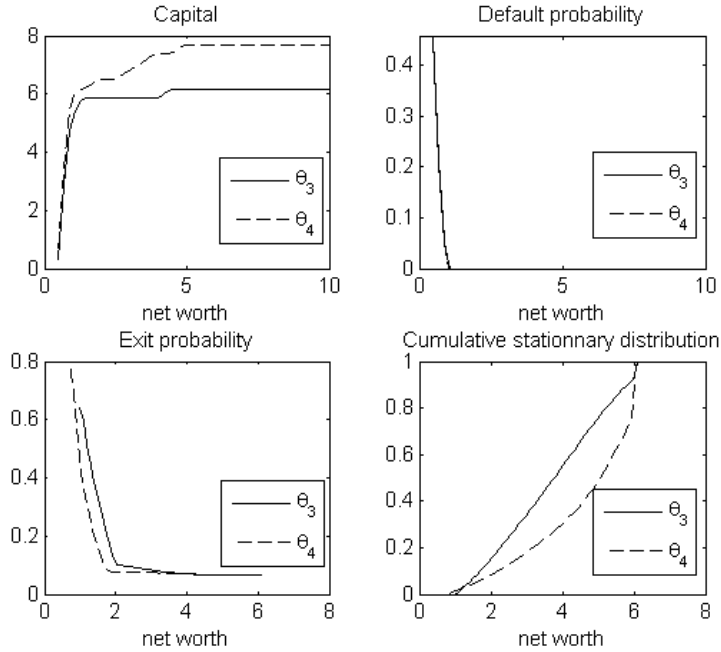 Capital
8
6
4
2
0
0
5
10
net worth
θ3
θ4
Default probability
0.4
0.3
0.2
0.1
0
0
5
10
net worth
θ3
θ4
Exit probability
0.8
0.6
0.4
0.2
0
0
2
4
6
8
net worth
θ3
θ4
Cumulative stationnary distribution
1
0.8
0.6
0.4
0.2
0
0
2
4
6
8
net worth
θ3
θ4